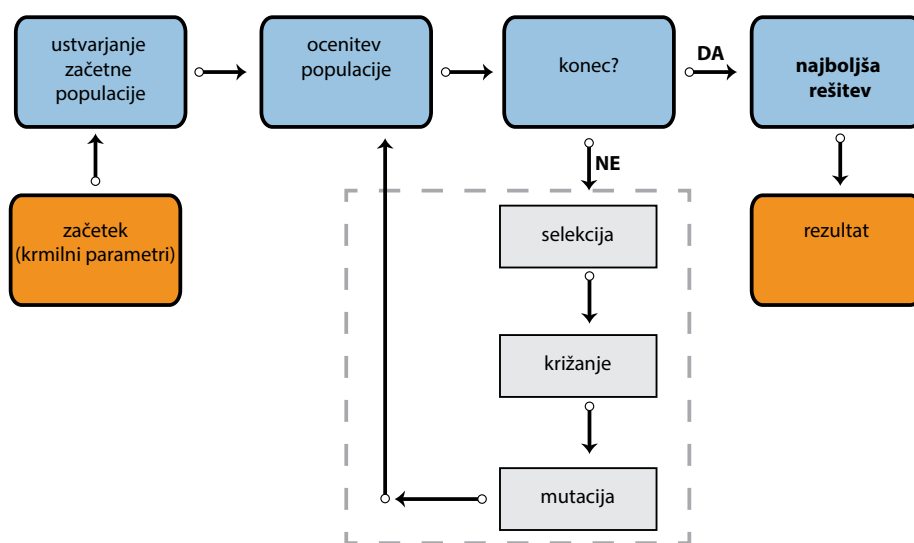 ustvarjanje
začetne
populacije
ocenitev
populacije
konec?
DA
najboljša
rešitev
NE
začetek
(krmilni parametri)
selekcija
rezultat
križanje
mutacija